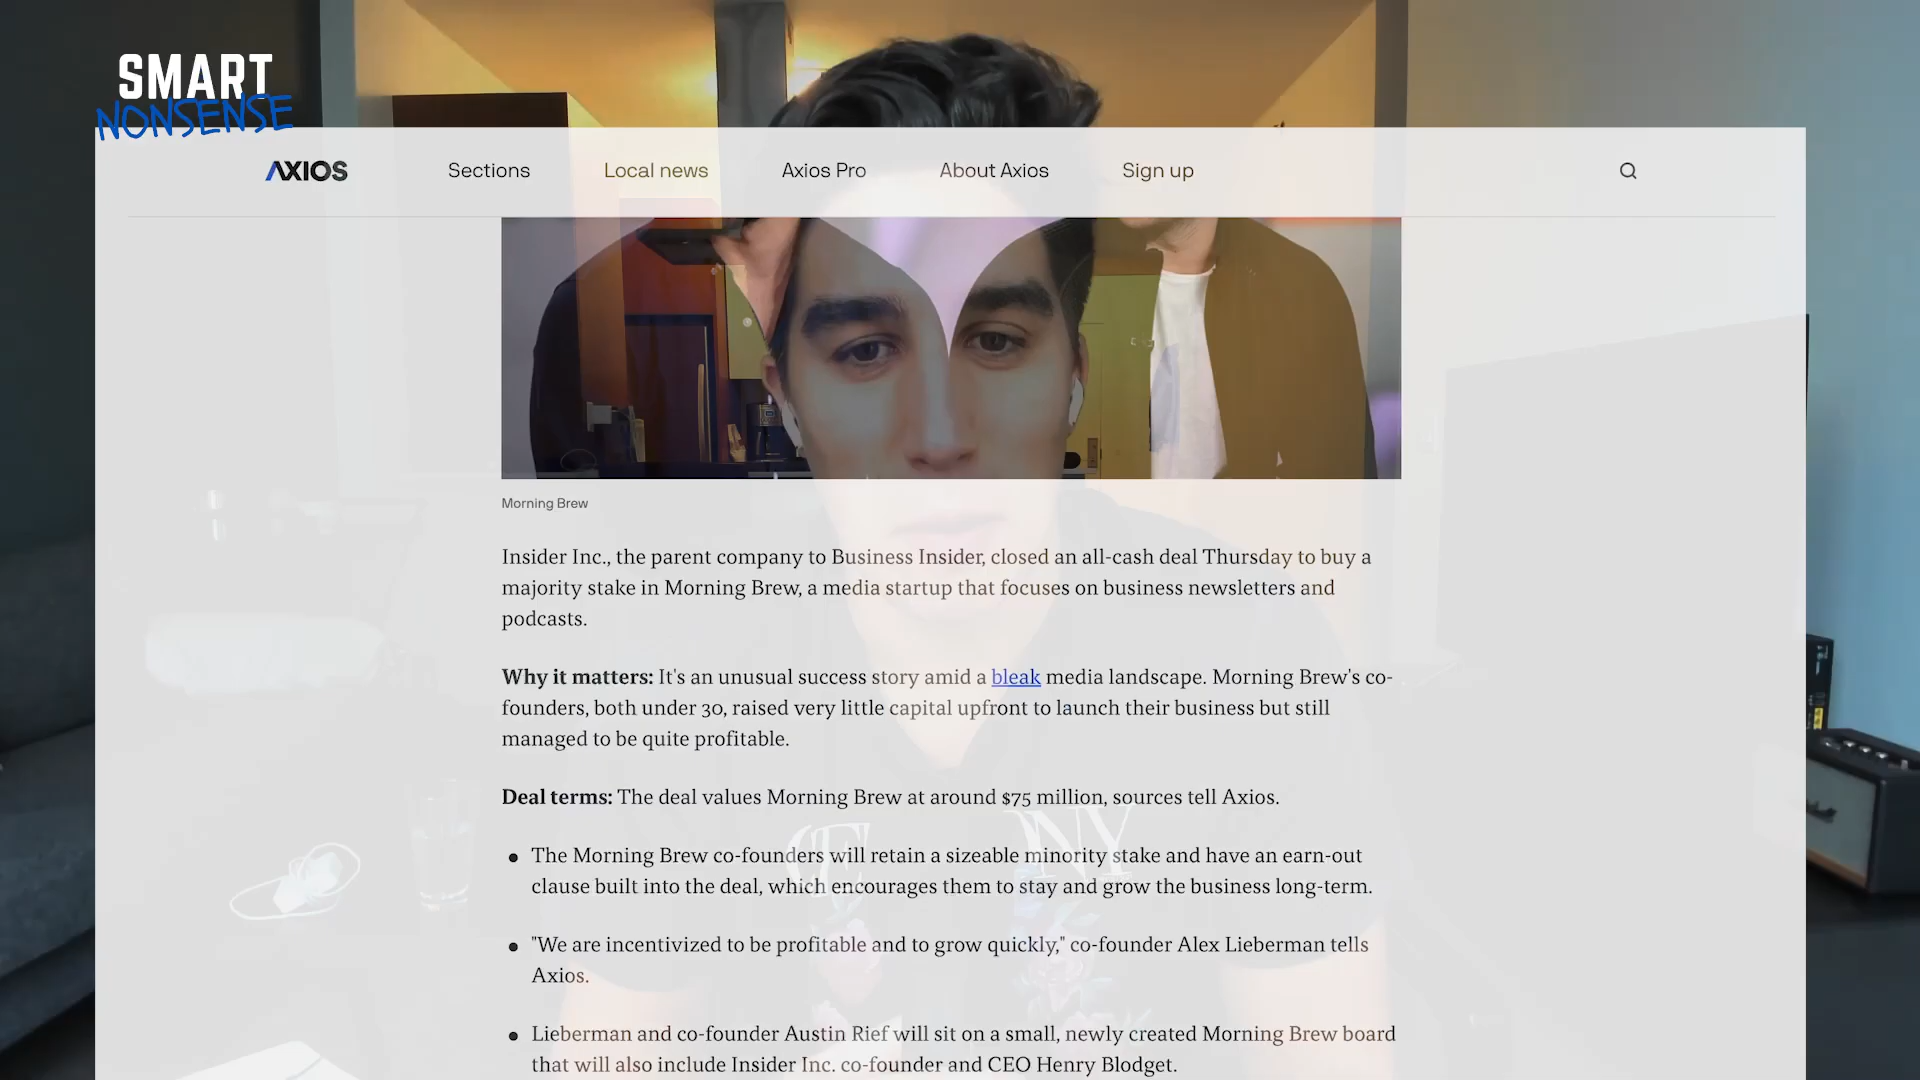 SMART
NONSENSE
AXIOS
Sections
Local news
Axios Pro
About Axios
Sign up
Morning Brew
Insider Inc., the parent company to Business Insider, closed an all-cash deal Thursday to buy a
majority stake in Morning Brew, a media startup that focuses on business newsletters and
podcasts.
Why it matters: It's an unusual success story amid a bleak media landscape. Morning Brew's co-
founders, both under 30, raised very little capital upfront to launch their business but still
managed to be quite profitable.
Deal terms: The deal values Morning Brew at around $75 million, sources tell Axios.
The Morning Brew co-founders will retain a sizeable minority stake and have an earn-out
clause built into the deal, which encourages them to stay and grow the business long-term.
"We are incentivized to be profitable and to grow quickly," co-founder Alex Lieberman tells
Axios.
Lieberman and co-founder Austin Rief will sit on a small, newly created Morning Brew board
that will also include Insider Inc. co-founder and CEO Henry Blodget.
NY